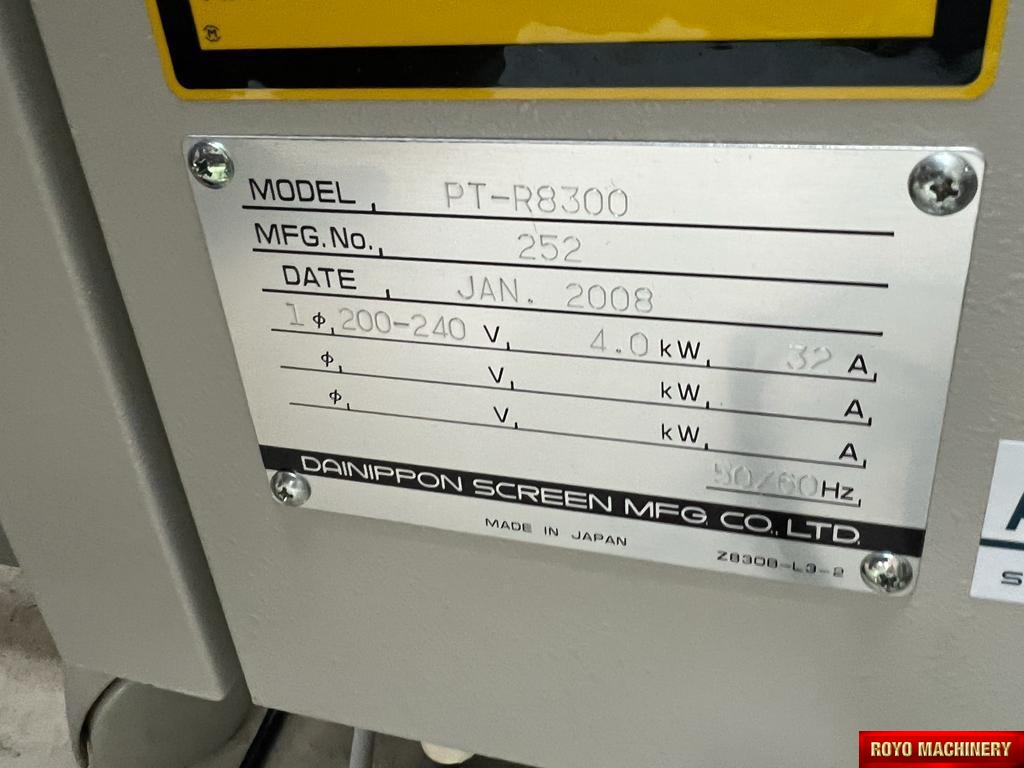 MODEL PT-R8300
MFG.No. 252
DATE JAN. 2008
1 φ 200-240 V 4.0 kW 32 A
φ V kW A
φ V kW A
50/60 Hz
DAINIPPON SCREEN MFG. CO., LTD.
MADE IN JAPAN Z8308-L3-2
ROYO MACHINERY